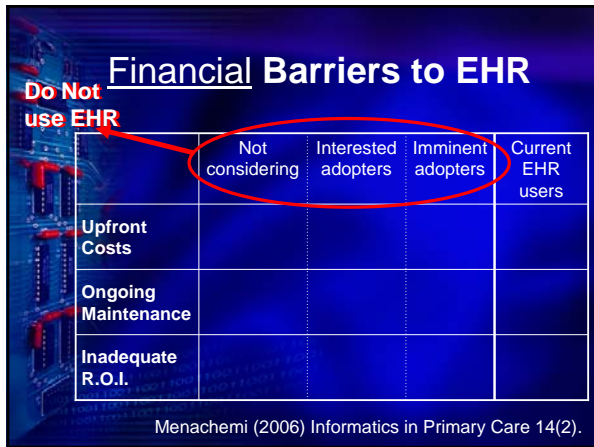 Financial Barriers to EHR
Do Not
use EHR
Not
considering
Interested
adopters
Imminent
adopters
Current
EHR
users
Upfront
Costs
Ongoing
Maintenance
Inadequate
R.O.I.
Menachemi (2006) Informatics in Primary Care 14(2).